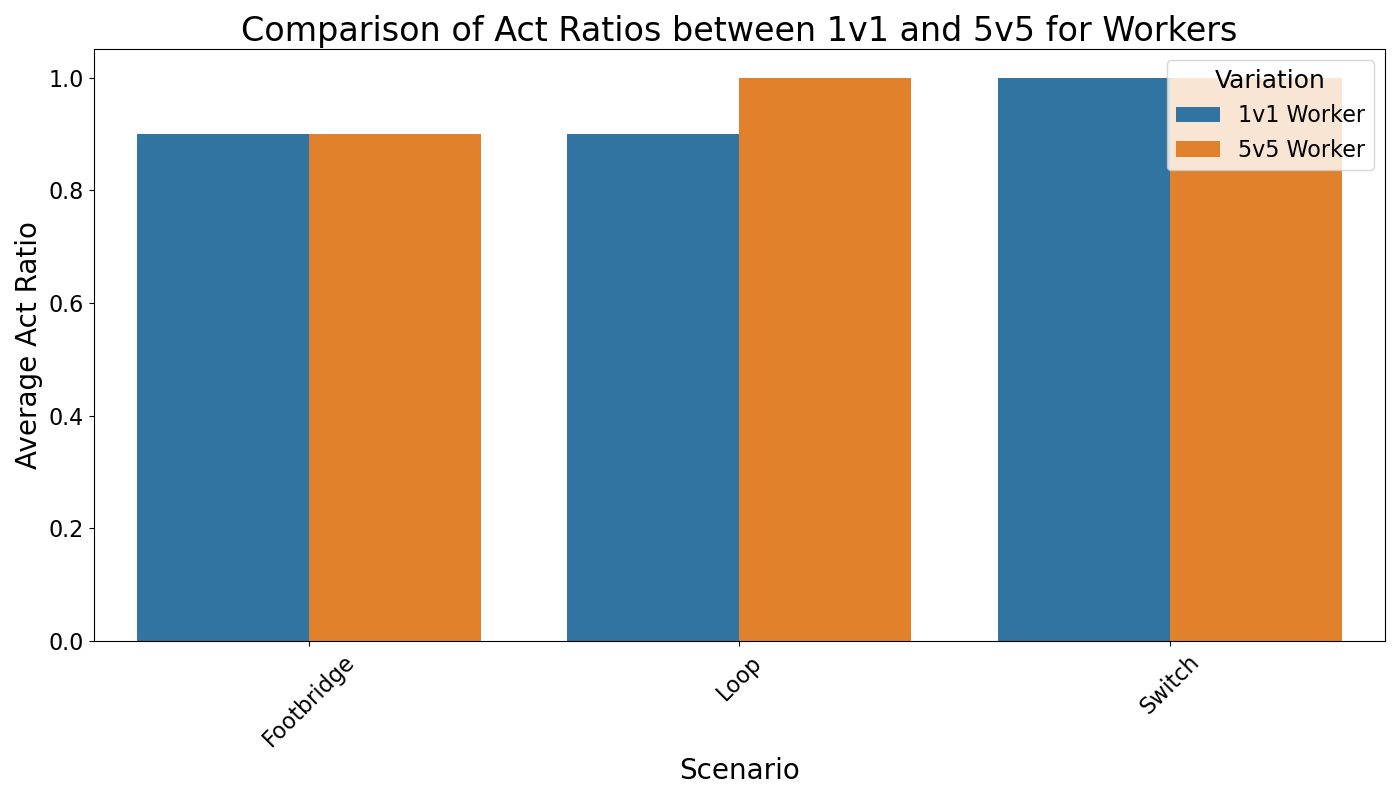 Comparison of Act Ratios between 1v1 and 5v5 for Workers
Variation
1v1 Worker
5v5 Worker
Average Act Ratio
1.0
0.8
0.6
0.4
0.2
0.0
Footbridge
Loop
Switch
Scenario